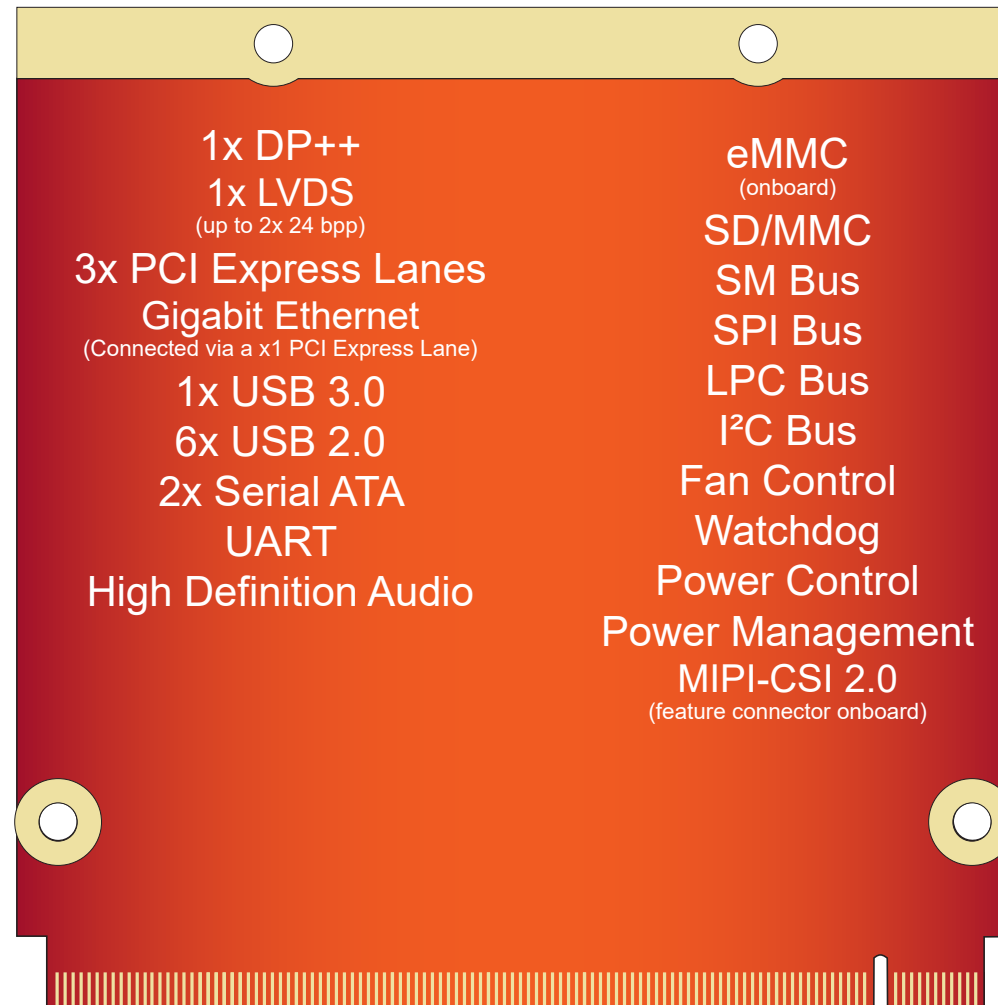 1x DP++
1x LVDS
(up to 2x 24 bpp)
3x PCI Express Lanes
Gigabit Ethernet
(Connected via a x1 PCI Express Lane)
1x USB 3.0
6x USB 2.0
2x Serial ATA
UART
High Definition Audio
eMMC
(onboard)
SD/MMC
SM Bus
SPI Bus
LPC Bus
I²C Bus
Fan Control
Watchdog
Power Control
Power Management
MIPI-CSI 2.0
(feature connector onboard)